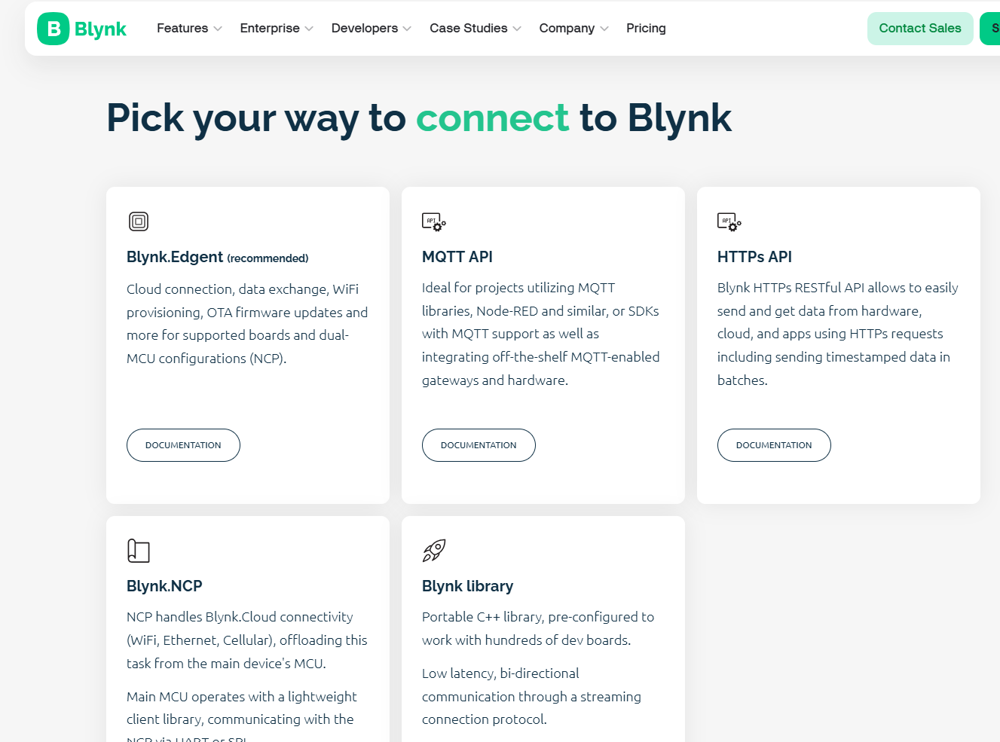 B Blynk
Features
Enterprise
Developers
Case Studies
Company
Pricing
Contact Sales
S
Pick your way to connect to Blynk
Blynk.Edgent (recommended)
Cloud connection, data exchange, WiFi
provisioning, OTA firmware updates and
more for supported boards and dual-
MCU configurations (NCP).
DOCUMENTATION
API
MQTT API
Ideal for projects utilizing MQTT
libraries, Node-RED and similar, or SDKs
with MQTT support as well as
integrating off-the-shelf MQTT-enabled
gateways and hardware.
DOCUMENTATION
API
HTTPs API
Blynk HTTPs RESTful API allows to easily
send and get data from hardware,
cloud, and apps using HTTPs requests
including sending timestamped data in
batches.
DOCUMENTATION
Blynk.NCP
NCP handles Blynk.Cloud connectivity
(WiFi, Ethernet, Cellular), offloading this
task from the main device's MCU.
Main MCU operates with a lightweight
client library, communicating with the
NCP via UART or SPI
Blynk library
Portable C++ library, pre-configured to
work with hundreds of dev boards.
Low latency, bi-directional
communication through a streaming
connection protocol.